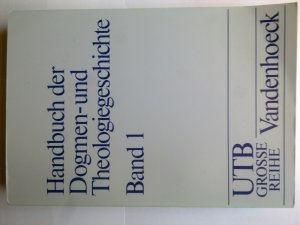 Handbuch der
Dogmen- und
Theologiegeschichte
Band 1
UTB
GROSSE
REIHE
Vandenhoeck